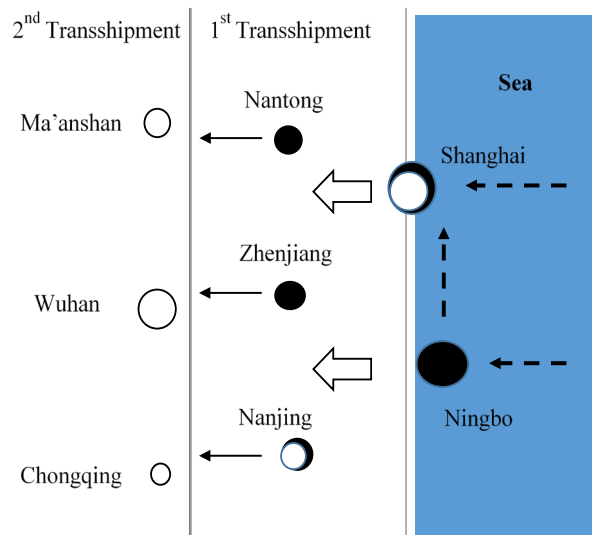 2nd Transshipment
1st Transshipment
Sea
Nantong
Ma’anshan
Shanghai
Zhenjiang
Wuhan
Nanjing
Ningbo
Chongqing